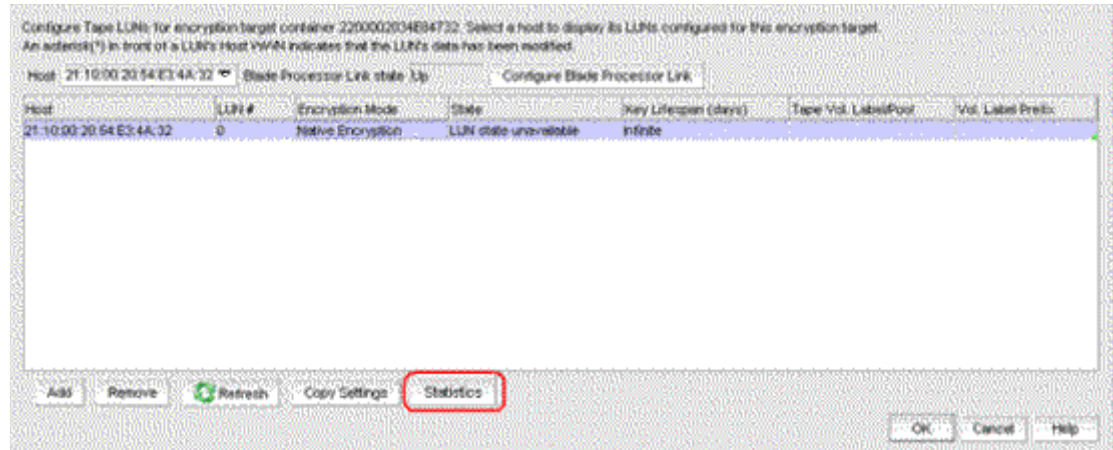 Configure Tape LUNs for encryption target container 2200002034E84732. Select a host to display its LUNs configured for this encryption target.
An asterisk(*) in front of a LUN's Host WWN indicates that the LUN's data has been modified.
Host 21:10:00:20:54:E3:4A:32 Blade Processor Link state Up Configure Blade Processor Link
Host LUN # Encryption Mode State Key Lifespan (days) Tape Vol. Label/Pool Vol. Label Prefix
21:10:00:20:54:E3:4A:32 0 Native Encryption LUN state unavailable Infinite
Add Remove Refresh Copy Settings Statistics
OK Cancel Help